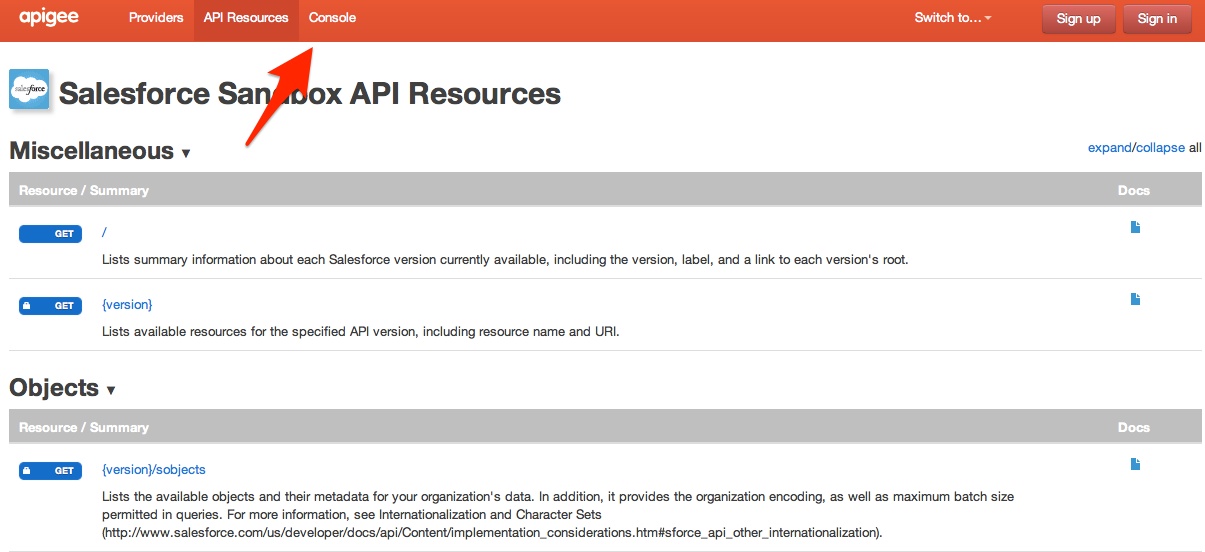 apigee Providers API Resources Console Switch to... Sign up Sign in
salesforce Salesforce Sandbox API Resources
Miscellaneous ▾ expand/collapse all
Resource / Summary Docs
GET /
Lists summary information about each Salesforce version currently available, including the version, label, and a link to each version's root.
GET {version}
Lists available resources for the specified API version, including resource name and URI.
Objects ▾
Resource / Summary Docs
GET {version}/sobjects
Lists the available objects and their metadata for your organization's data. In addition, it provides the organization encoding, as well as maximum batch size
permitted in queries. For more information, see Internationalization and Character Sets
(http://www.salesforce.com/us/developer/docs/api/Content/implementation_considerations.htm#sforce_api_other_internationalization).